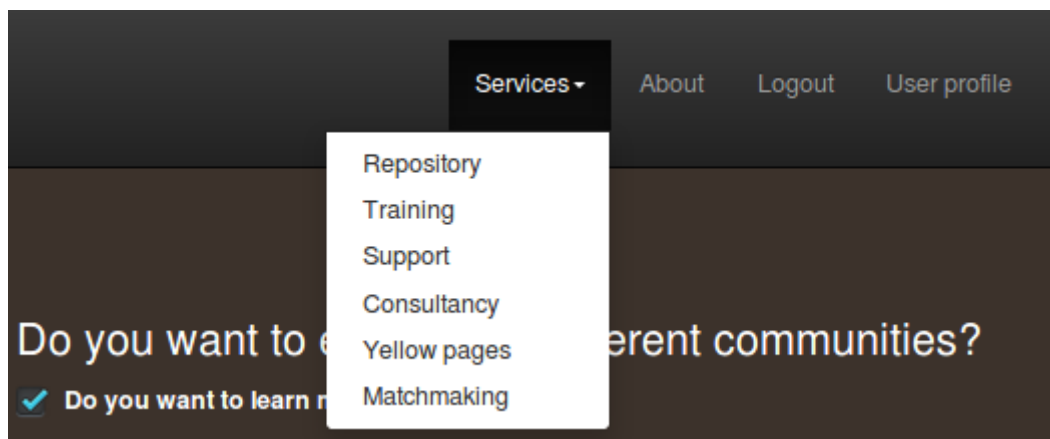 Services About Logout User profile
Repository
Training
Support
Consultancy
Yellow pages
Matchmaking
Do you want to erent communities?
Do you want to learn